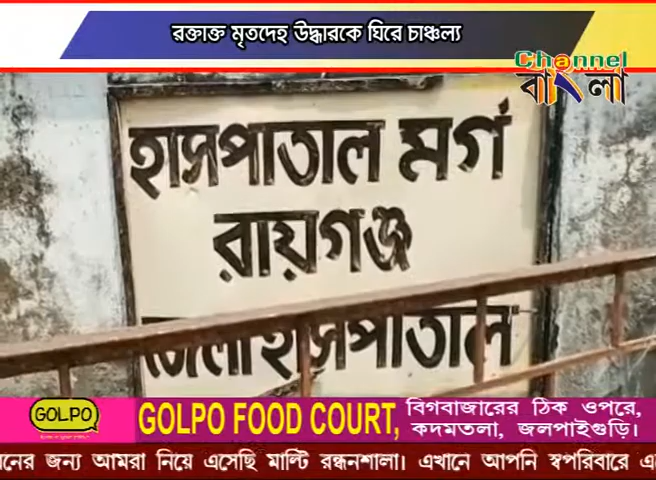 রক্তাক্ত মৃতদেহ উদ্ধারকে ঘিরে চাঞ্চল্য
Channel
বাংলা
হাসপাতাল মর্গ
রায়গঞ্জ
জেলা হাসপাতাল
GOLPO
GOLPO FOOD COURT,
বিগবাজারের ঠিক ওপরে,
কদমতলা, জলপাইগুড়ি।
নের জন্য আমরা নিয়ে এসেছি মাল্টি রন্ধনশালা। এখানে আপনি স্বপরিবারে